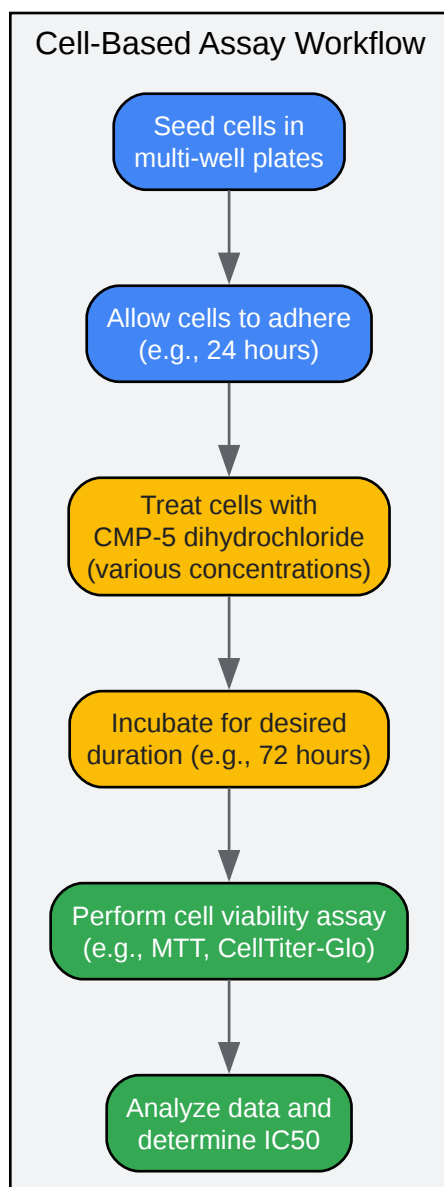 Cell-Based Assay Workflow
Seed cells in
multi-well plates
Allow cells to adhere
(e.g., 24 hours)
Treat cells with
CMP-5 dihydrochloride
(various concentrations)
Incubate for desired
duration (e.g., 72 hours)
Perform cell viability assay
(e.g., MTT, CellTiter-Glo)
Analyze data and
determine IC50